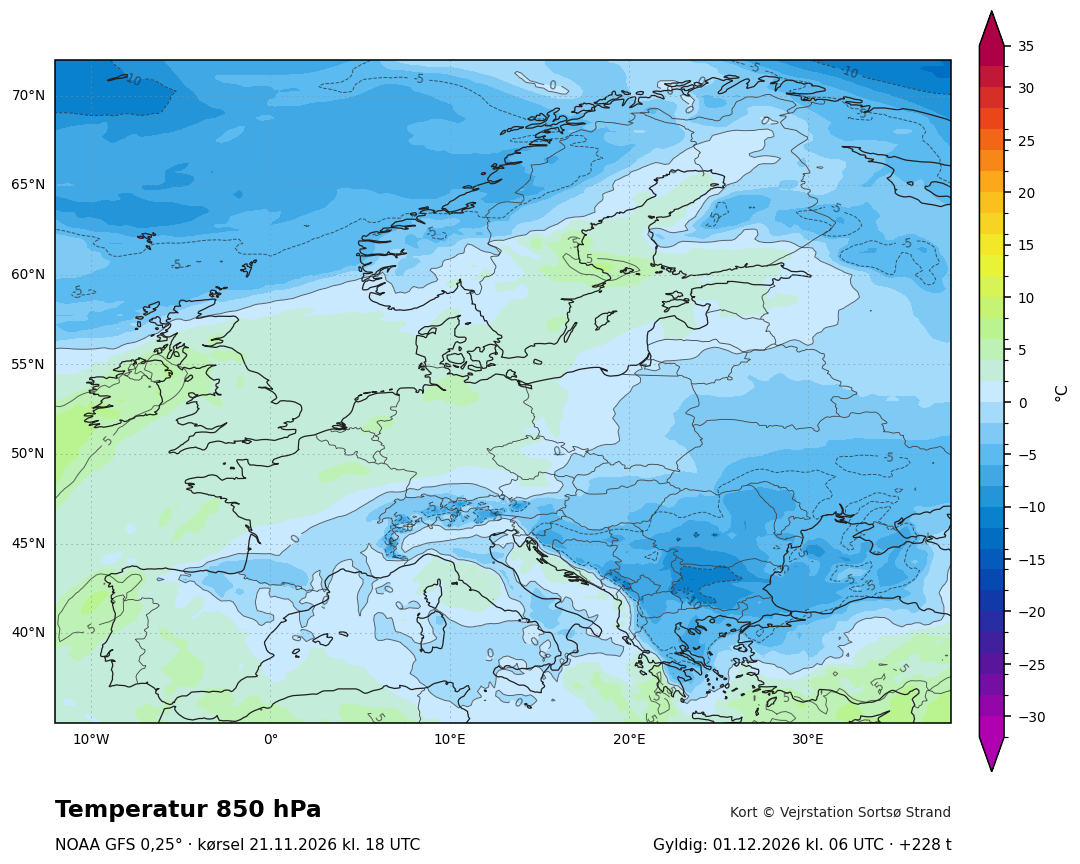 70°N
65°N
60°N
55°N
50°N
45°N
40°N
10°W
0°
10°E
20°E
30°E
35
30
25
20
15
10
5
0
−5
−10
−15
−20
−25
−30
°C
Temperatur 850 hPa
Kort © Vejrstation Sortsø Strand
NOAA GFS 0,25° · kørsel 21.11.2026 kl. 18 UTC
Gyldig: 01.12.2026 kl. 06 UTC · +228 t